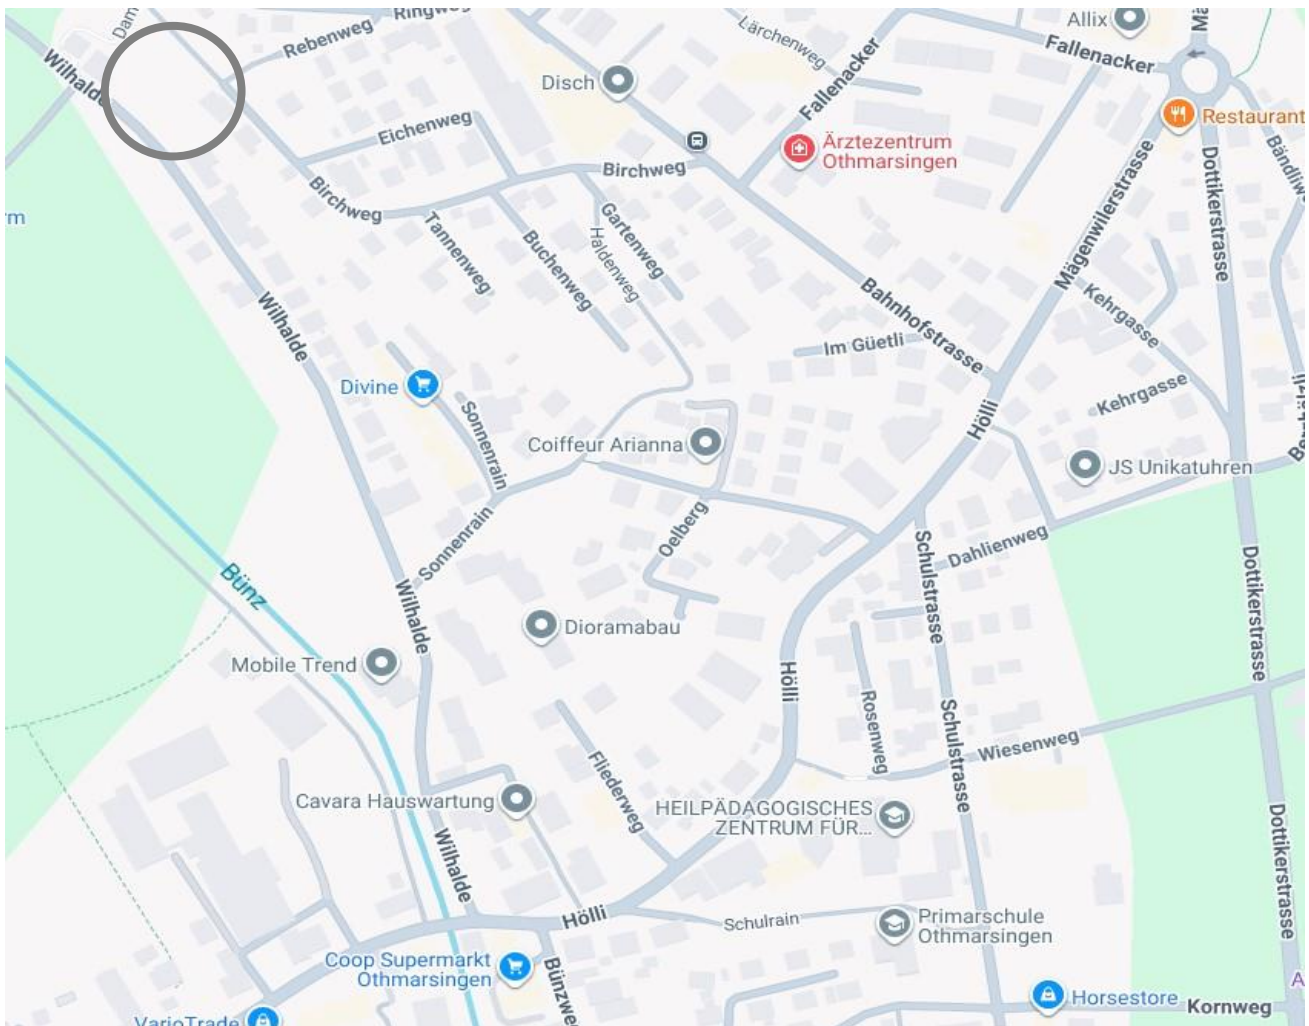 Dam
Ringweg
Rebenweg
Wilhalde
Lärchenweg
Fallenacker
Allix
Fallenacker
Disch
Eichenweg
Birchweg
Ärztezentrum
Othmarsingen
Restaurant
Birchweg
Tannenweg
Buchenweg
Gartenweg
Haldenweg
Mägenwilerstrasse
Dottikerstrasse
Bahnhofstrasse
Kehrgasse
Im Güetli
Wilhalde
Divine
Sonnenrain
Kehrgasse
Coiffeur Arianna
Hölli
JS Unikatuhren
Sonnenrain
Oelberg
Schulstrasse
Dahlienweg
Dottikerstrasse
Bünz
Wilhalde
Dioramabau
Mobile Trend
Hölli
Rosenweg
Schulstrasse
Wiesenweg
Fliederweg
Cavara Hauswartung
HEILPÄDAGOGISCHES
ZENTRUM FÜR...
Dottikerstrasse
Wilhalde
Hölli
Schulrain
Primarschule
Othmarsingen
Coop Supermarkt
Othmarsingen
Bünzwe
Horsestore
Kornweg
VarioTrade